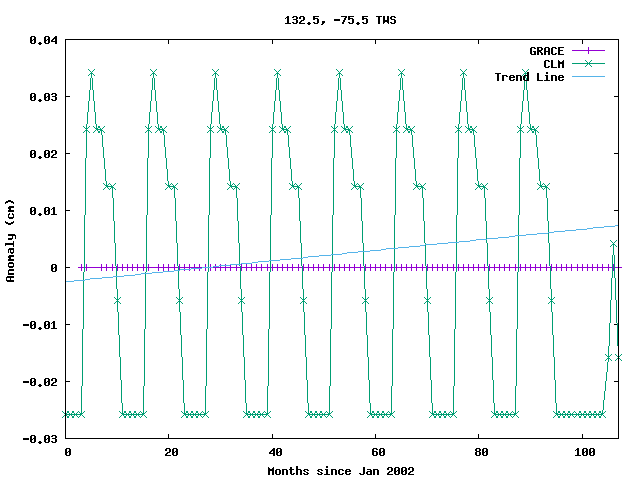 132.5, -75.5 TWS
0.04
0.03
0.02
0.01
0
-0.01
-0.02
-0.03
Anomaly (cm)
GRACE
CLM
Trend Line
0 20 40 60 80 100
Months since Jan 2002